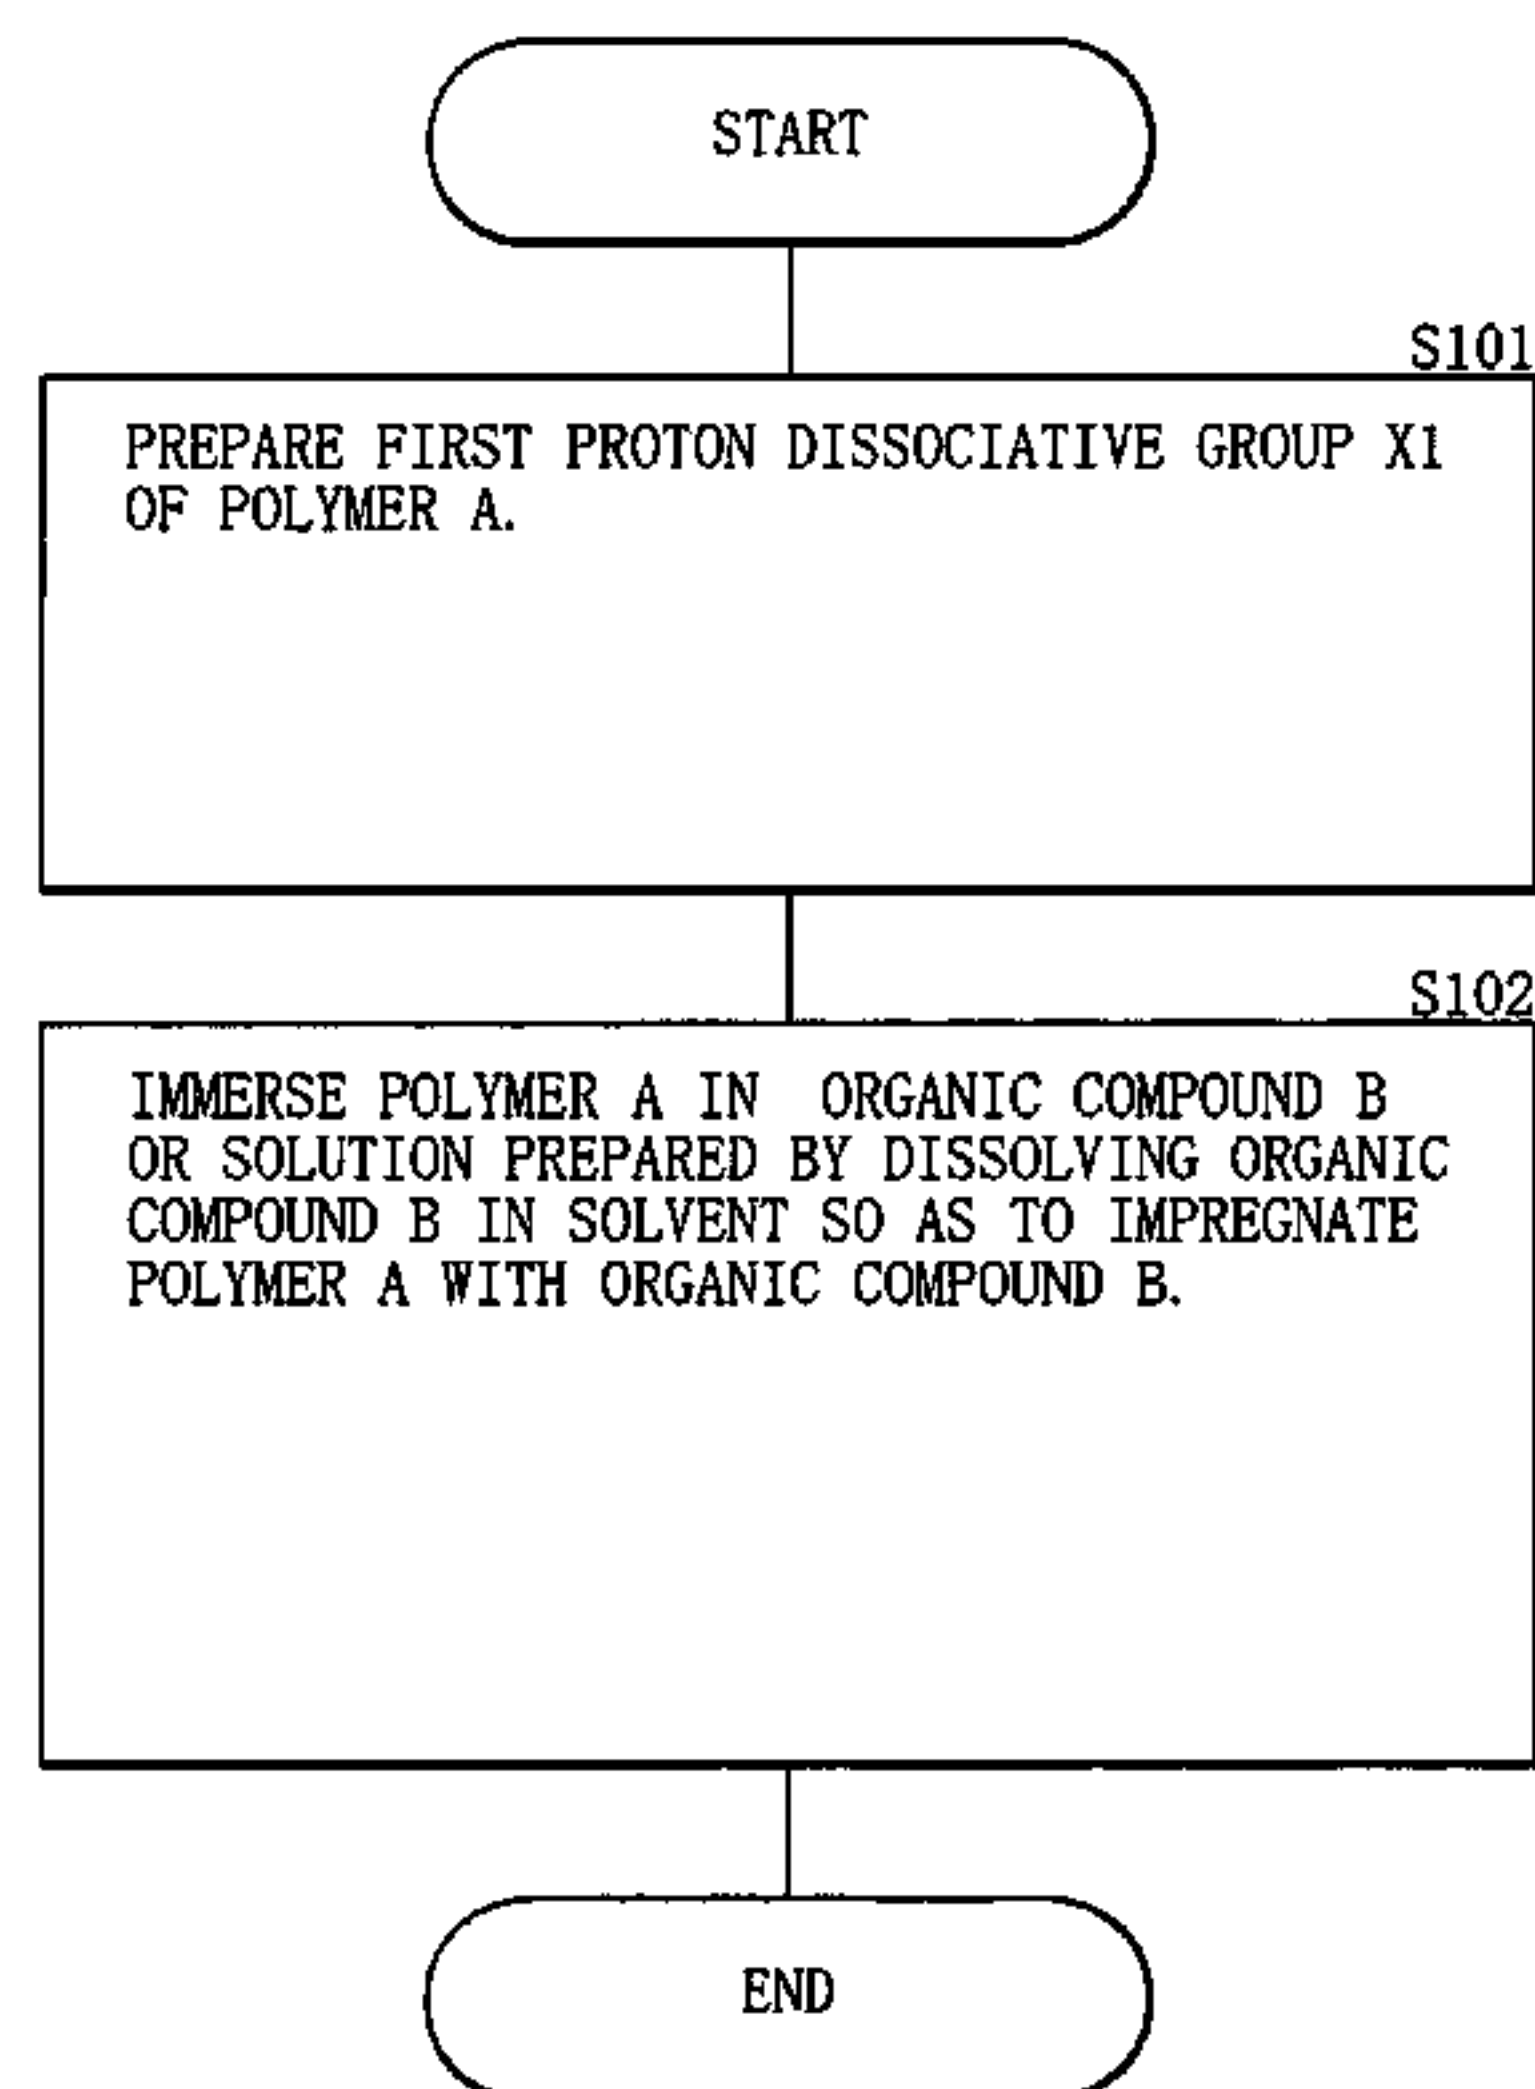 START
S101
PREPARE FIRST PROTON DISSOCIATIVE GROUP X1
OF POLYMER A.
S102
IMMERSE POLYMER A IN ORGANIC COMPOUND B
OR SOLUTION PREPARED BY DISSOLVING ORGANIC
COMPOUND B IN SOLVENT SO AS TO IMPREGNATE
POLYMER A WITH ORGANIC COMPOUND B.
END